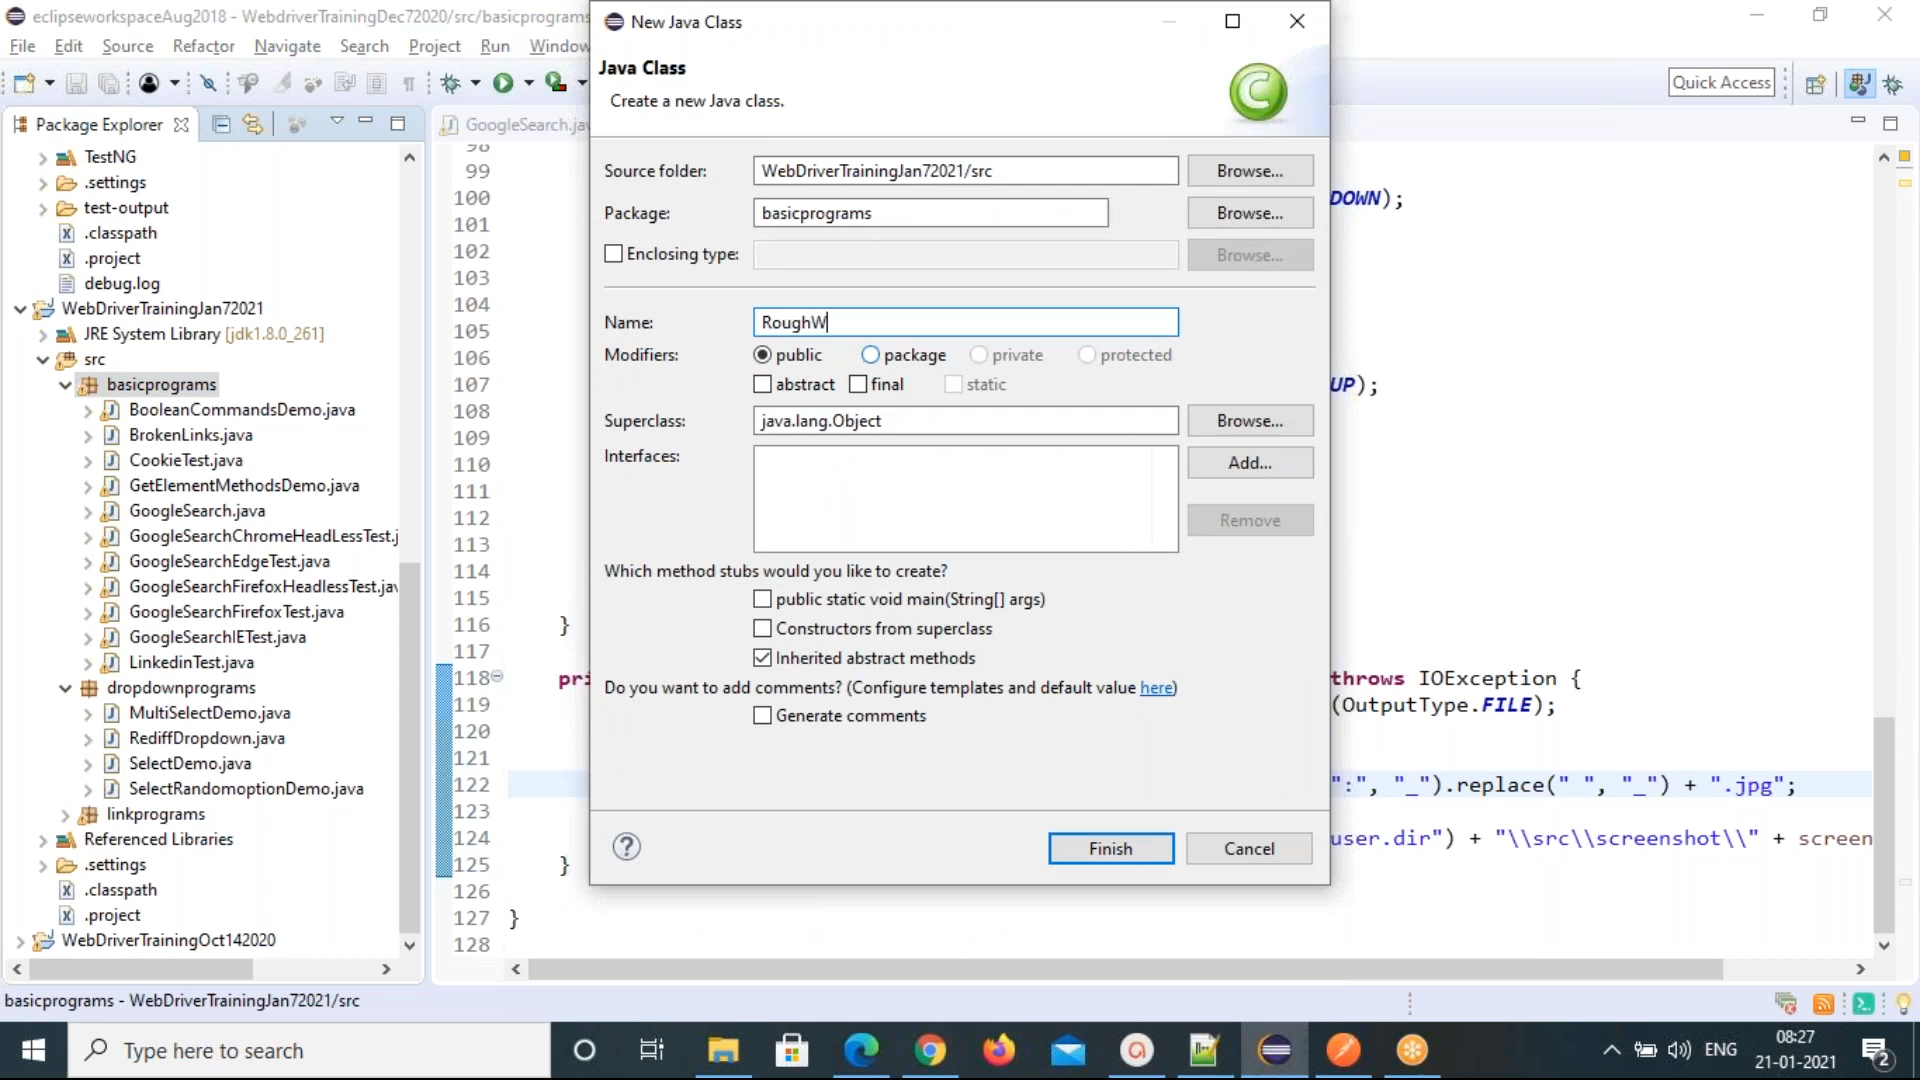 eclipseworkspaceAug2018 - WebdriverTrainingDec72020/src/basicprograms
File Edit Source Refactor Navigate Search Project Run Window
Quick Access
Package Explorer
TestNG
.settings
test-output
.classpath
.project
debug.log
WebDriverTrainingJan72021
JRE System Library [jdk1.8.0_261]
src
basicprograms
BooleanCommandsDemo.java
BrokenLinks.java
CookieTest.java
GetElementMethodsDemo.java
GoogleSearch.java
GoogleSearchChromeHeadLessTest.j
GoogleSearchEdgeTest.java
GoogleSearchFirefoxHeadlessTest.jav
GoogleSearchFirefoxTest.java
GoogleSearchIETest.java
LinkedinTest.java
dropdownprograms
MultiSelectDemo.java
RediffDropdown.java
SelectDemo.java
SelectRandomoptionDemo.java
linkprograms
Referenced Libraries
.settings
.classpath
.project
WebDriverTrainingOct142020
GoogleSearch.jav
98
99
100 DOWN);
101
102
103
104
105
106
107 UP);
108
109
110
111
112
113
114
115
116 }
117
118 pri throws IOException {
119 (OutputType.FILE);
120
121
122 ":", "_").replace(" ", "_") + ".jpg";
123
124 user.dir") + "\\src\\screenshot\\" + screen
125 }
126
127 }
128
New Java Class
Java Class
Create a new Java class.
C
Source folder: WebDriverTrainingJan72021/src Browse...
Package: basicprograms Browse...
Enclosing type: Browse...
Name: RoughW
Modifiers: public package private protected
abstract final static
Superclass: java.lang.Object Browse...
Interfaces: Add...
Remove
Which method stubs would you like to create?
public static void main(String[] args)
Constructors from superclass
Inherited abstract methods
Do you want to add comments? (Configure templates and default value here)
Generate comments
? Finish Cancel
basicprograms - WebDriverTrainingJan72021/src
Type here to search
ENG
08:27
21-01-2021
2